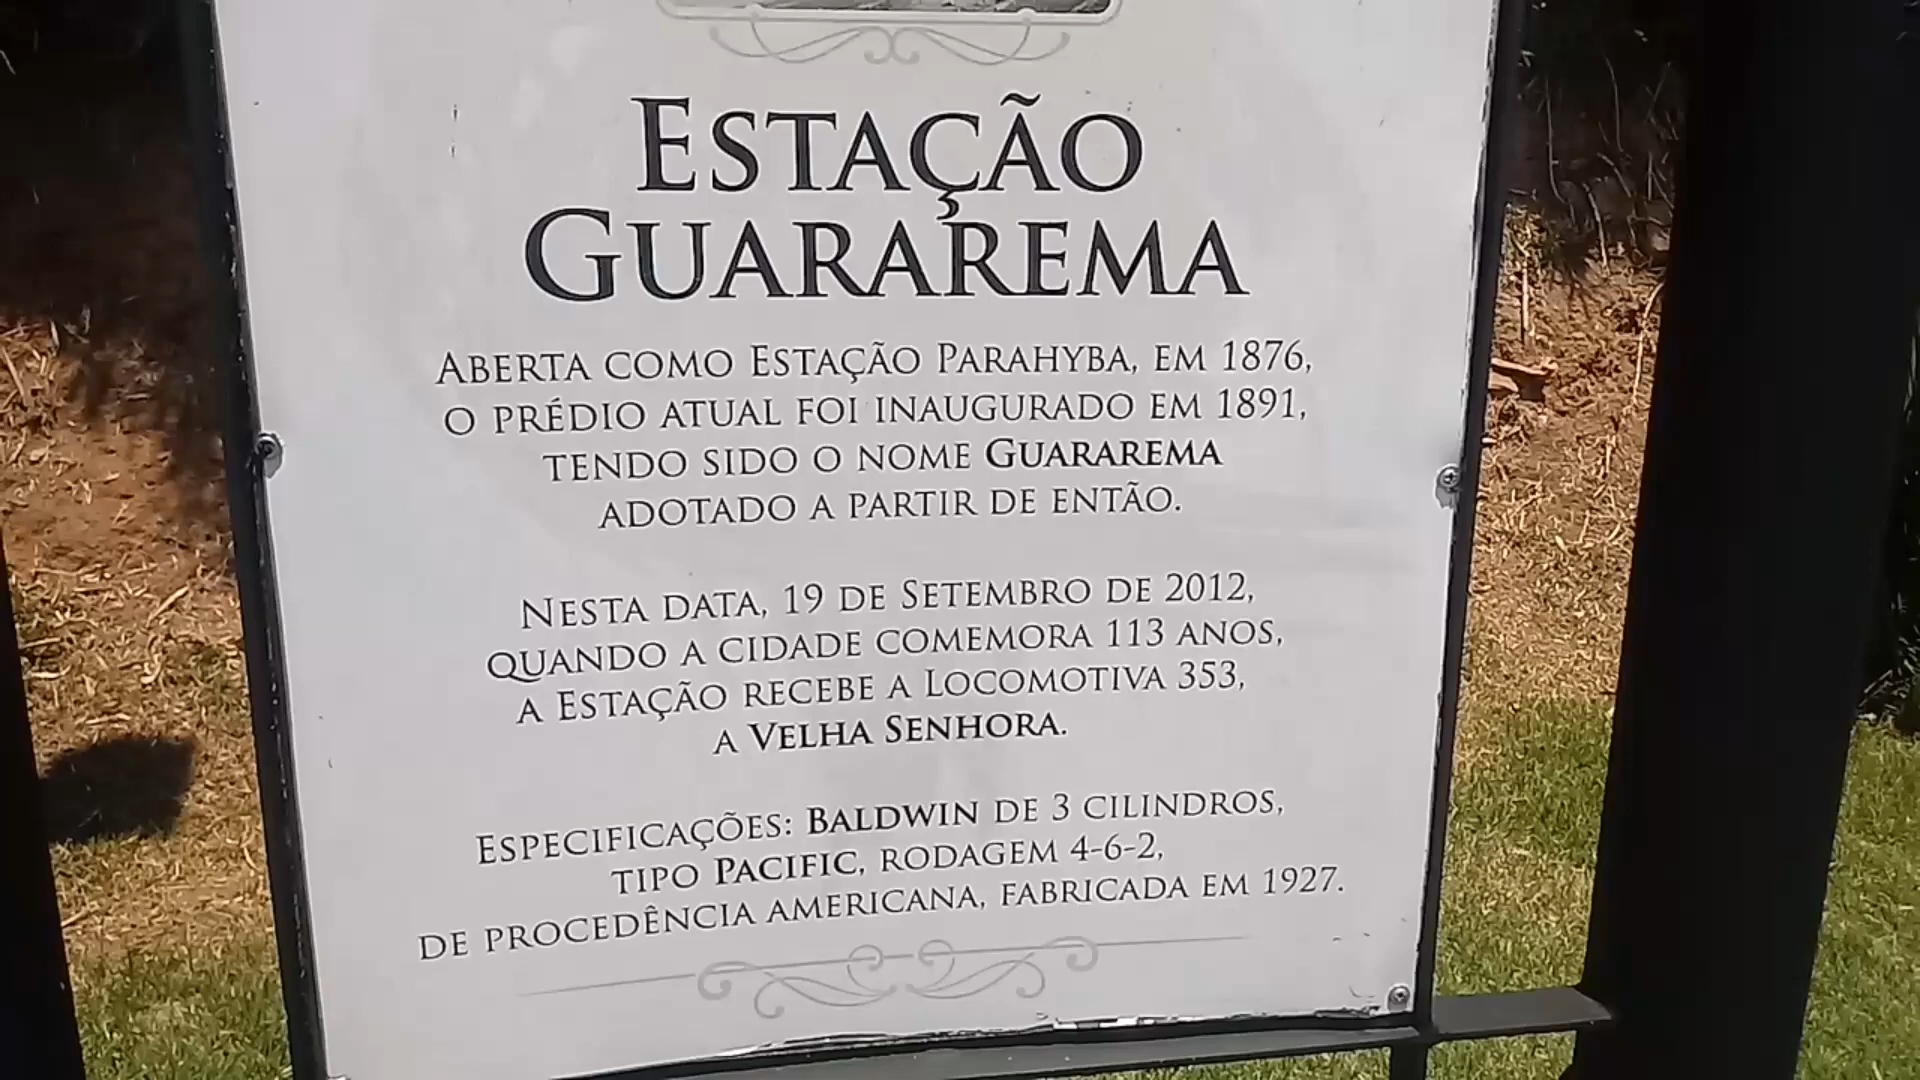 ESTAÇÃO
GUARAREMA
ABERTA COMO ESTAÇÃO PARAHYBA, EM 1876,
O PRÉDIO ATUAL FOI INAUGURADO EM 1891,
TENDO SIDO O NOME GUARAREMA
ADOTADO A PARTIR DE ENTÃO.
NESTA DATA, 19 DE SETEMBRO DE 2012,
QUANDO A CIDADE COMEMORA 113 ANOS,
A ESTAÇÃO RECEBE A LOCOMOTIVA 353,
A VELHA SENHORA.
ESPECIFICAÇÕES: BALDWIN DE 3 CILINDROS,
TIPO PACIFIC, RODAGEM 4-6-2,
DE PROCEDÊNCIA AMERICANA, FABRICADA EM 1927.